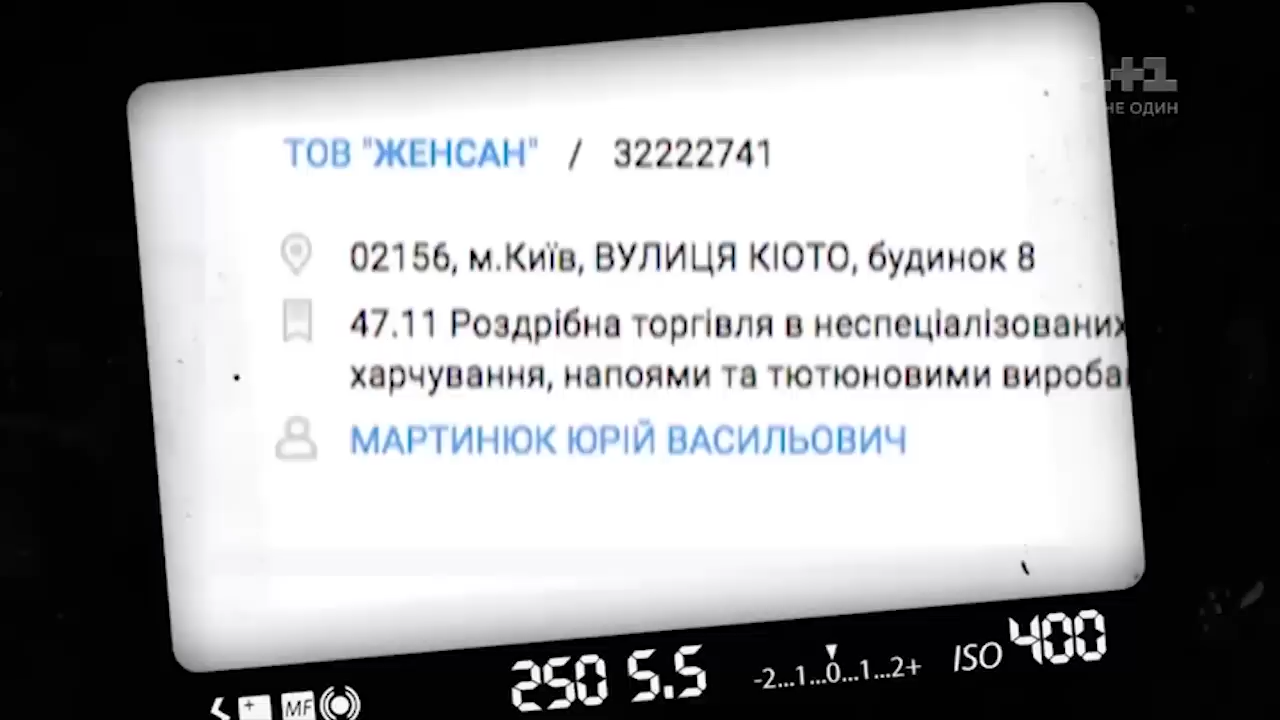 1+1
НЕ ОДИН
ТОВ "ЖЕНСАН" / 32222741
02156, м.Київ, ВУЛИЦЯ КІОТО, будинок 8
47.11 Роздрібна торгівля в неспеціалізованих
харчування, напоями та тютюновими
МАРТИНЮК ЮРІЙ ВАСИЛЬОВИЧ
250 5.5 -2...1...0...1...2+ ISO 400
MF